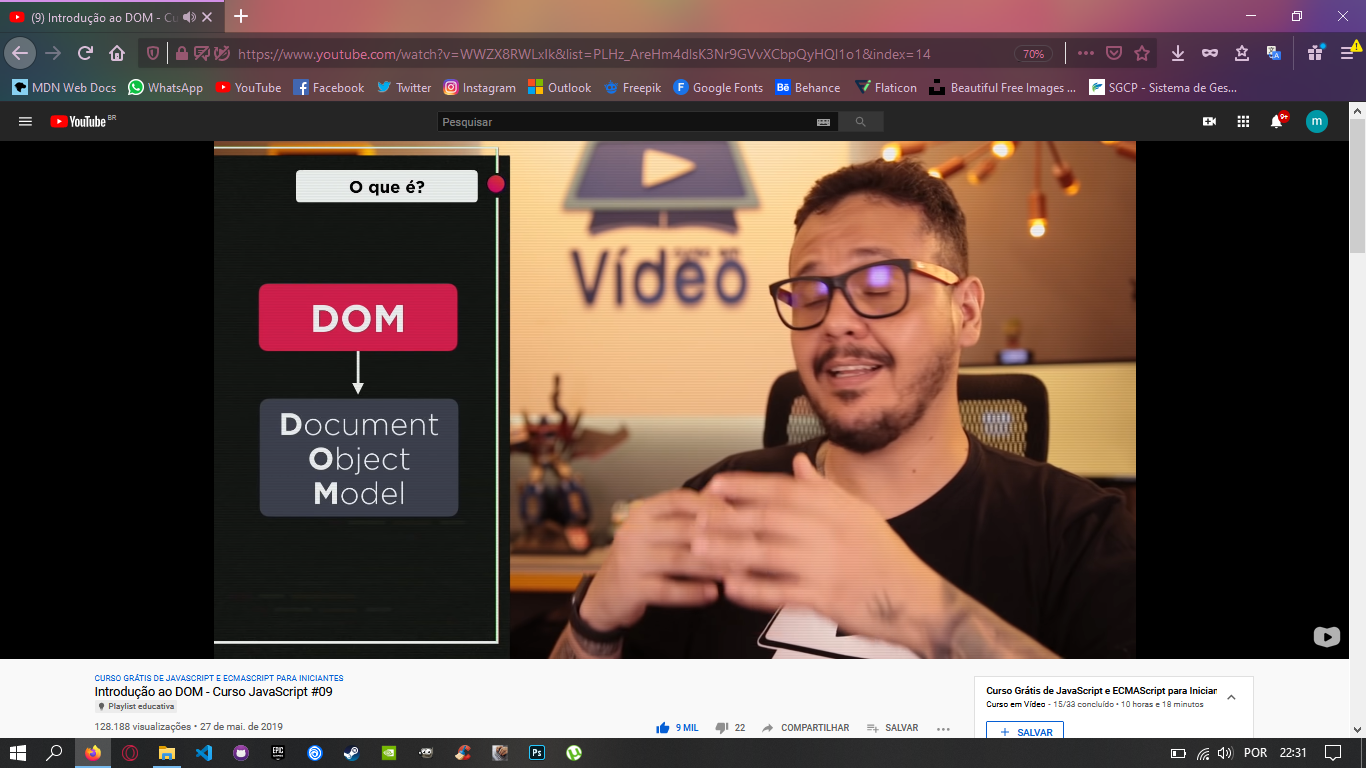 (9) Introdução ao DOM - Cu
https://www.youtube.com/watch?v=WWZX8RWLxIk&list=PLHz_AreHm4dlsK3Nr9GVvXCbpQyHQl1o1&index=14
70%
MDN Web Docs
WhatsApp
YouTube
Facebook
Twitter
Instagram
Outlook
Freepik
Google Fonts
Behance
Flaticon
Beautiful Free Images ...
SGCP - Sistema de Ges...
YouTube BR
Pesquisar
9+
m
O que é?
DOM
Document
Object
Model
CURSO EM
Vídeo
CURSO GRÁTIS DE JAVASCRIPT E ECMASCRIPT PARA INICIANTES
Introdução ao DOM - Curso JavaScript #09
Playlist educativa
128.188 visualizações • 27 de mai. de 2019
9 MIL
22
COMPARTILHAR
SALVAR
Curso Grátis de JavaScript e ECMAScript para Iniciar
Curso em Vídeo - 15/33 concluído • 10 horas e 18 minutos
SALVAR
EPIC
Ps
POR
22:31